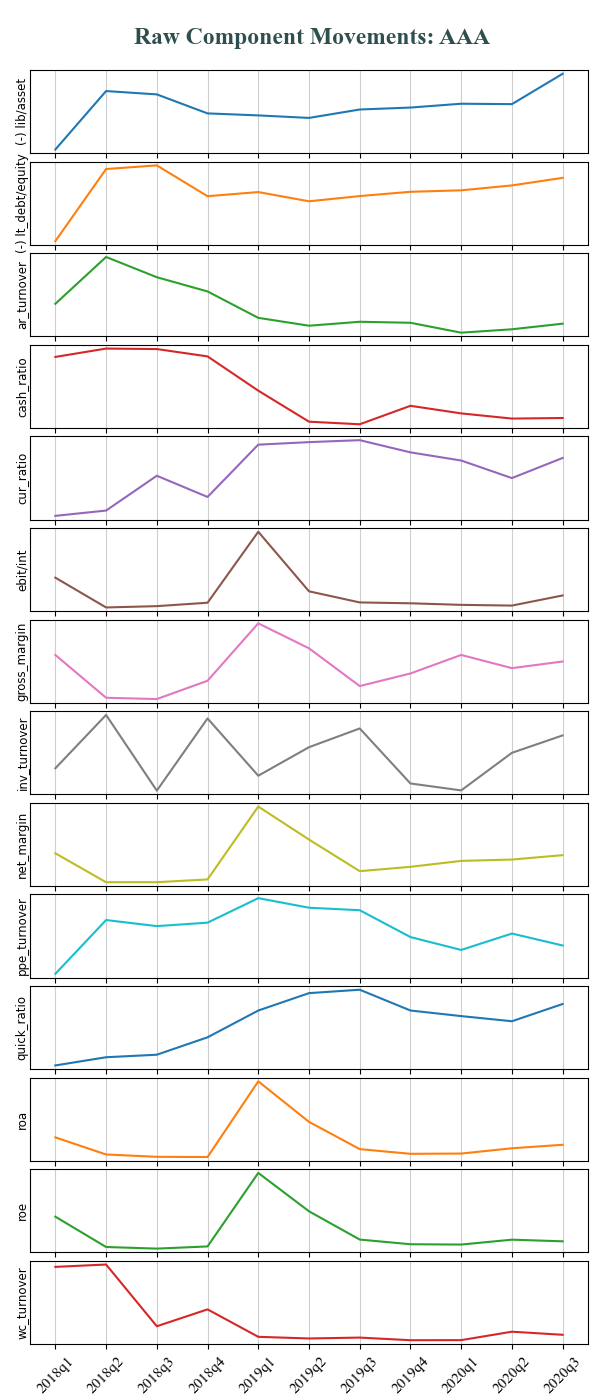 Raw Component Movements: AAA
(-) lib/asset
(-) lt_debt/equity
ar_turnover
cash_ratio
cur_ratio
ebit/int
gross_margin
inv_turnover
net_margin
ppe_turnover
quick_ratio
roa
roe
wc_turnover
2018q1 2018q2 2018q3 2018q4 2019q1 2019q2 2019q3 2019q4 2020q1 2020q2 2020q3